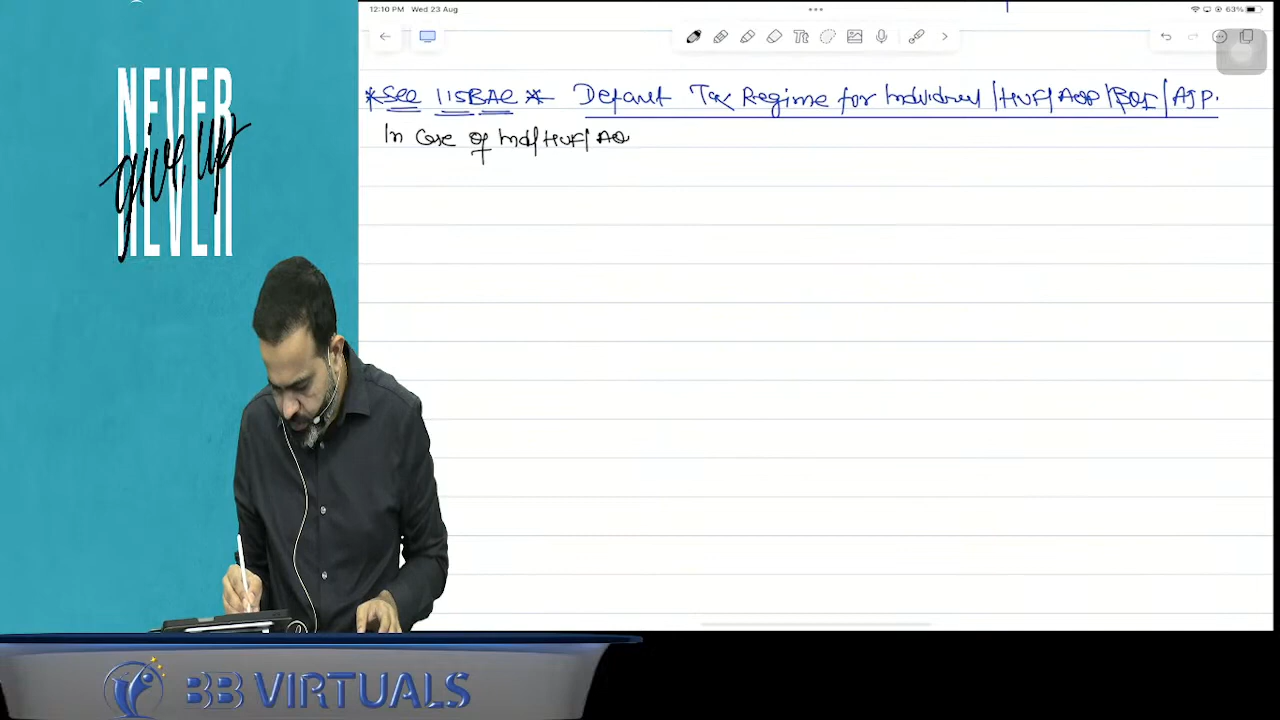 12:10 PM Wed 23 Aug
63%
NEVER
give up
NEVER
*Sec 115BAC* Default Tax Regime for Individual/HUF/AOP/BOI/AJP.
In Case of Ind/HUF/AO
BB VIRTUALS